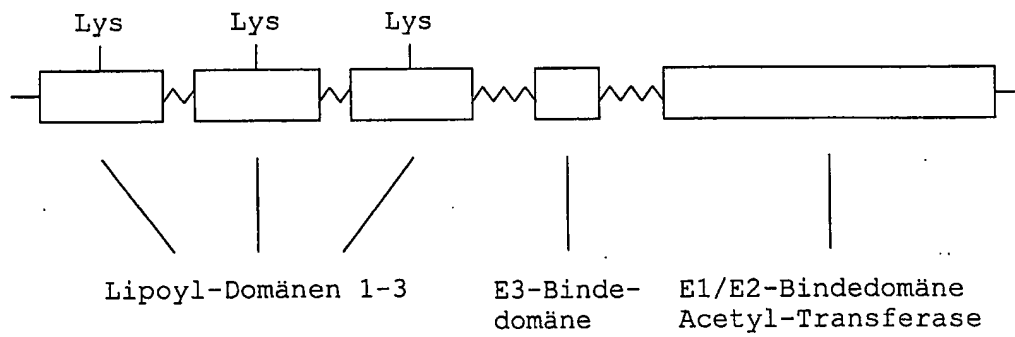 Lys Lys Lys
Lipoyl-Domänen 1-3
E3-Binde-
domäne
E1/E2-Bindedomäne
Acetyl-Transferase